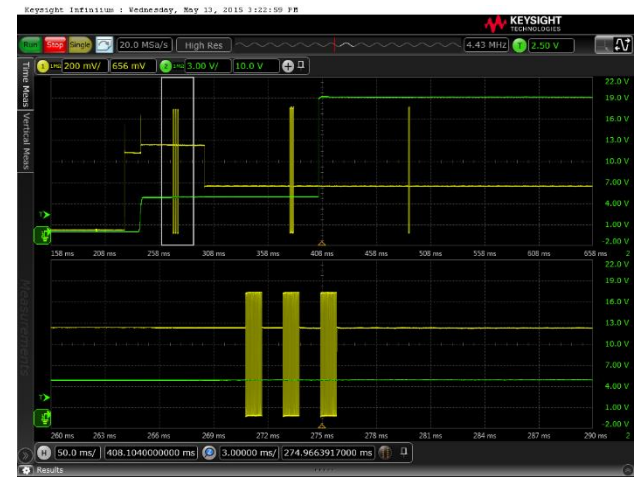 Keysight Infiniium : Wednesday, May 13, 2015 3:22:59 PM
KEYSIGHT
TECHNOLOGIES
Run Stop Single 20.0 MSa/s High Res 4.43 MHz T 2.50 V
1 200 mV/ 656 mV 2 3.00 V/ 10.0 V
Time Meas
Vertical Meas
Measurements
22.0 V
19.0 V
16.0 V
13.0 V
10.0 V
7.00 V
4.00 V
1.00 V
-2.00 V
158 ms 208 ms 258 ms 308 ms 358 ms 408 ms 458 ms 508 ms 558 ms 608 ms 658 ms 2
22.0 V
19.0 V
16.0 V
13.0 V
10.0 V
7.00 V
4.00 V
1.00 V
-2.00 V
260 ms 263 ms 266 ms 269 ms 272 ms 275 ms 278 ms 281 ms 284 ms 287 ms 290 ms 2
H 50.0 ms/ 408.1040000000 ms 3.00000 ms/ 274.9663917000 ms
Results